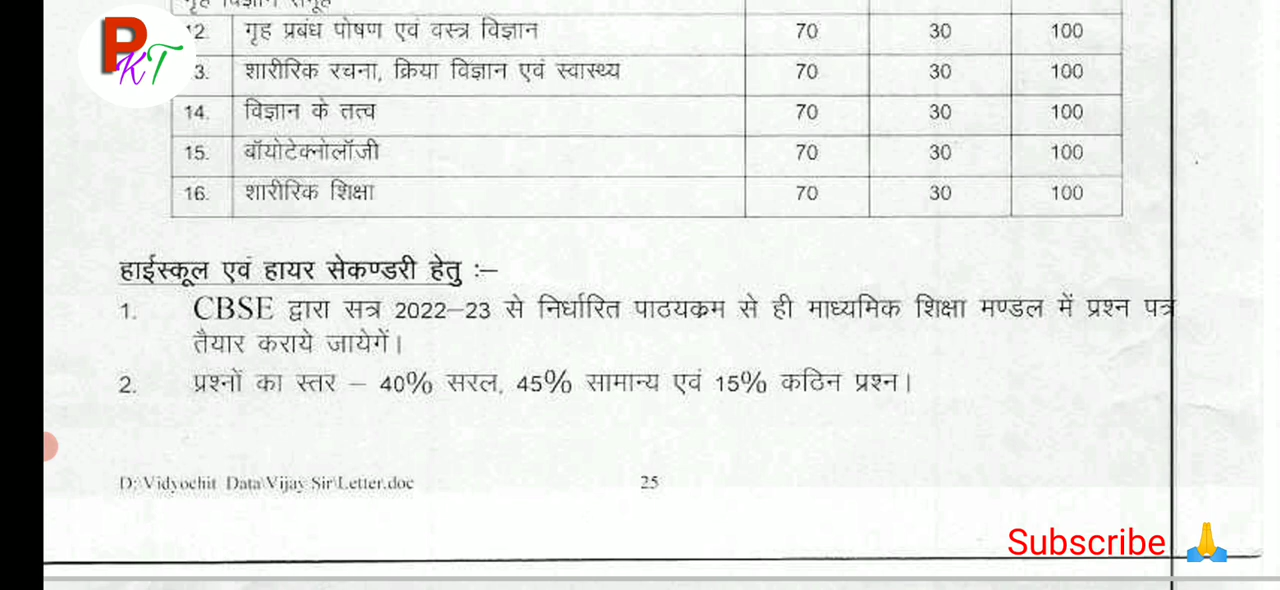 गृह विज्ञान समूह
12. गृह प्रबंध पोषण एवं वस्त्र विज्ञान 70 30 100
3. शारीरिक रचना, क्रिया विज्ञान एवं स्वास्थ्य 70 30 100
14. विज्ञान के तत्व 70 30 100
15. बॉयोटेक्नोलॉजी 70 30 100
16. शारीरिक शिक्षा 70 30 100
PKT
हाईस्कूल एवं हायर सेकण्डरी हेतु :–
1. CBSE द्वारा सत्र 2022–23 से निर्धारित पाठयक्रम से ही माध्यमिक शिक्षा मण्डल में प्रश्न पत्र
तैयार कराये जायेगें।
2. प्रश्नों का स्तर – 40% सरल, 45% सामान्य एवं 15% कठिन प्रश्न।
D:\Vidyochit Data\Vijay Sir\Letter.doc 25
Subscribe 🙏